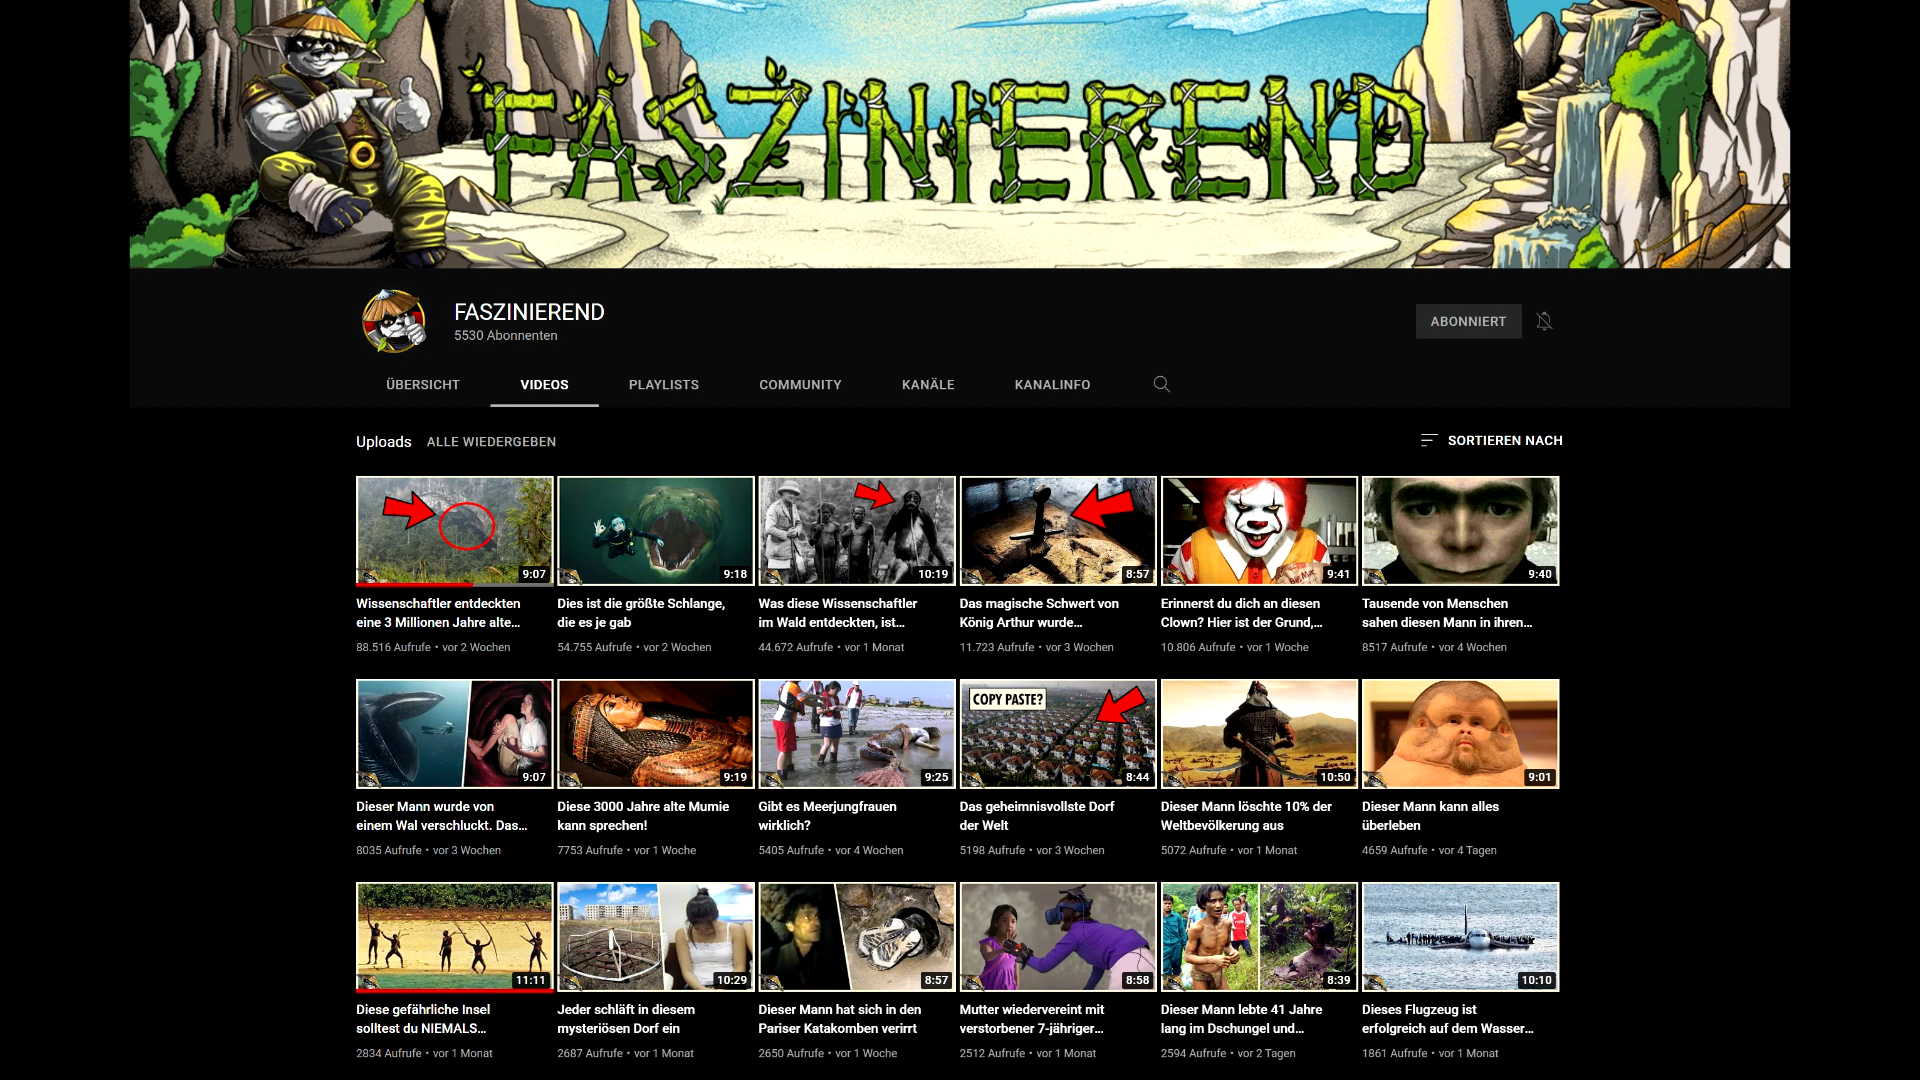 FASZINIEREND
FASZINIEREND
5530 Abonnenten
ABONNIERT
ÜBERSICHT
VIDEOS
PLAYLISTS
COMMUNITY
KANÄLE
KANALINFO
Uploads
ALLE WIEDERGEBEN
SORTIEREN NACH
9:07
9:18
10:19
8:57
9:41
9:40
Wissenschaftler entdeckten
eine 3 Millionen Jahre alte...
88.516 Aufrufe • vor 2 Wochen
Dies ist die größte Schlange,
die es je gab
54.755 Aufrufe • vor 2 Wochen
Was diese Wissenschaftler
im Wald entdeckten, ist...
44.672 Aufrufe • vor 1 Monat
Das magische Schwert von
König Arthur wurde...
11.723 Aufrufe • vor 3 Wochen
Erinnerst du dich an diesen
Clown? Hier ist der Grund,...
10.806 Aufrufe • vor 1 Woche
Tausende von Menschen
sahen diesen Mann in ihren...
8517 Aufrufe • vor 4 Wochen
COPY PASTE?
9:07
9:19
9:25
8:44
10:50
9:01
Dieser Mann wurde von
einem Wal verschluckt. Das...
8035 Aufrufe • vor 3 Wochen
Diese 3000 Jahre alte Mumie
kann sprechen!
7753 Aufrufe • vor 1 Woche
Gibt es Meerjungfrauen
wirklich?
5405 Aufrufe • vor 4 Wochen
Das geheimnisvollste Dorf
der Welt
5198 Aufrufe • vor 3 Wochen
Dieser Mann löschte 10% der
Weltbevölkerung aus
5072 Aufrufe • vor 1 Monat
Dieser Mann kann alles
überleben
4659 Aufrufe • vor 4 Tagen
11:11
10:29
8:57
8:58
8:39
10:10
Diese gefährliche Insel
solltest du NIEMALS...
2834 Aufrufe • vor 1 Monat
Jeder schläft in diesem
mysteriösen Dorf ein
2687 Aufrufe • vor 1 Monat
Dieser Mann hat sich in den
Pariser Katakomben verirrt
2650 Aufrufe • vor 1 Woche
Mutter wiedervereint mit
verstorbener 7-jähriger...
2512 Aufrufe • vor 1 Monat
Dieser Mann lebte 41 Jahre
lang im Dschungel und...
2594 Aufrufe • vor 2 Tagen
Dieses Flugzeug ist
erfolgreich auf dem Wasser...
1861 Aufrufe • vor 1 Monat